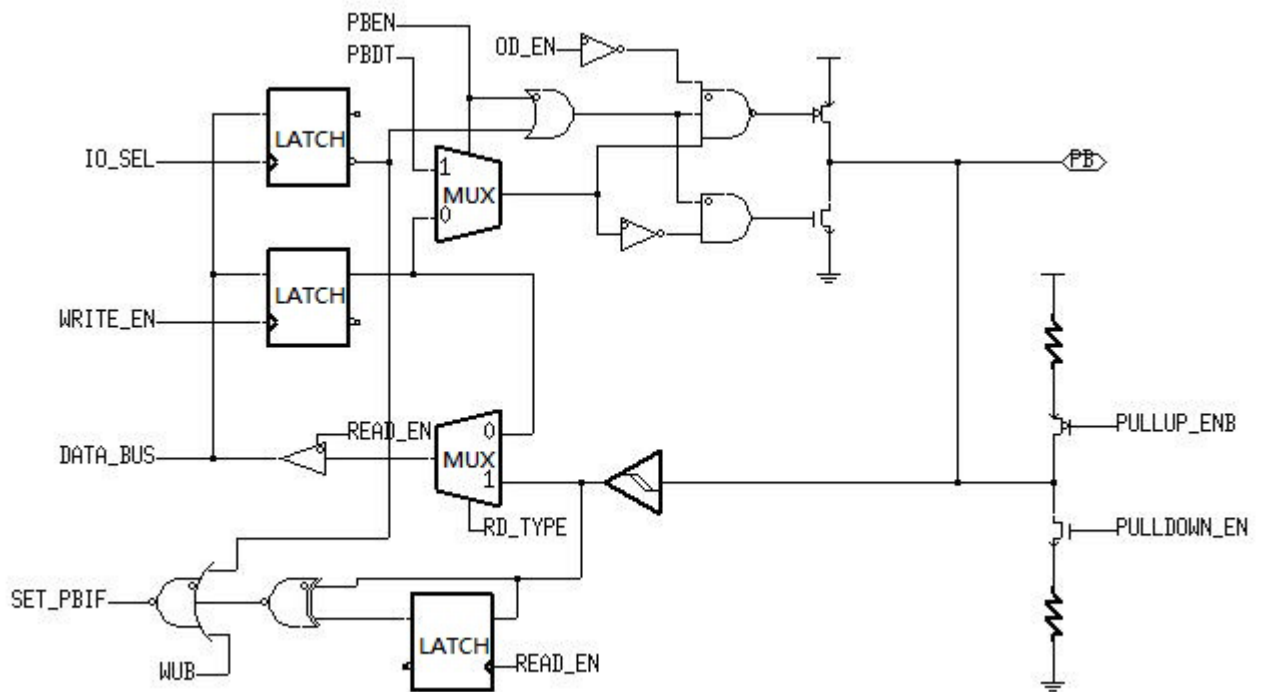 PBEN
PBDT
OD_EN
LATCH
IO_SEL
1
MUX
0
PB
LATCH
WRITE_EN
READ_EN
0
DATA_BUS
MUX
1
PULLUP_ENB
RD_TYPE
PULLDOWN_EN
SET_PBIF
LATCH
WUB
READ_EN